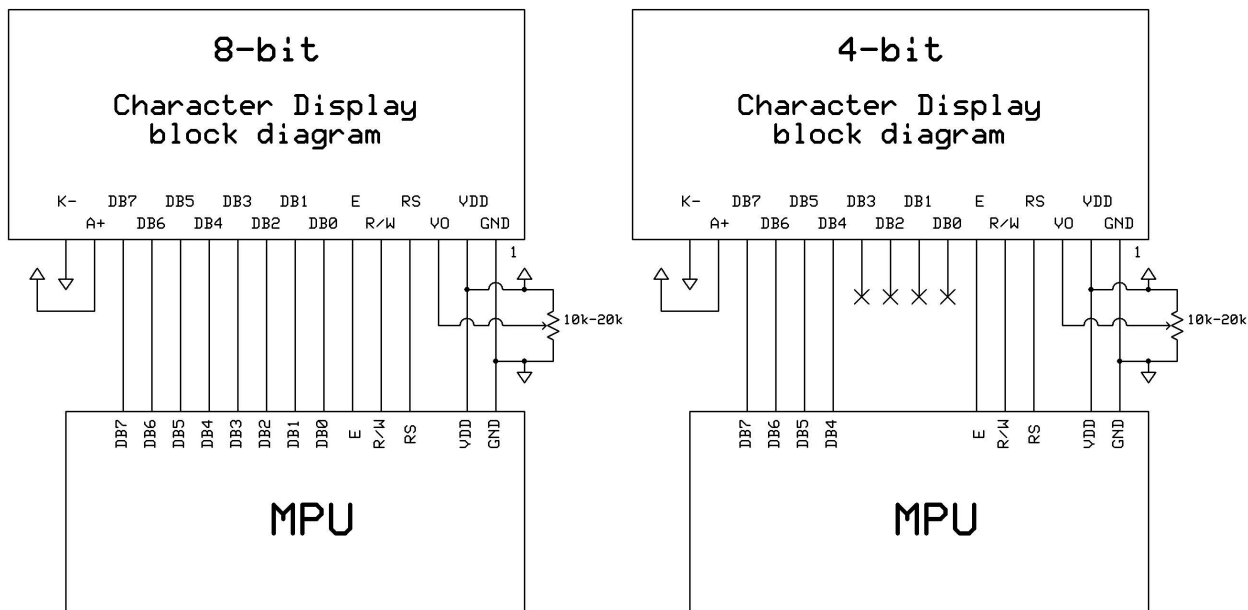 8-bit
Character Display
block diagram
K- DB7 DB5 DB3 DB1 E RS VDD
A+ DB6 DB4 DB2 DB0 R/W VO GND
1
10k-20k
DB7 DB6 DB5 DB4 DB3 DB2 DB1 DB0 E R/W RS VDD GND
MPU
4-bit
Character Display
block diagram
K- DB7 DB5 DB3 DB1 E RS VDD
A+ DB6 DB4 DB2 DB0 R/W VO GND
1
10k-20k
DB7 DB6 DB5 DB4 E R/W RS VDD GND
MPU